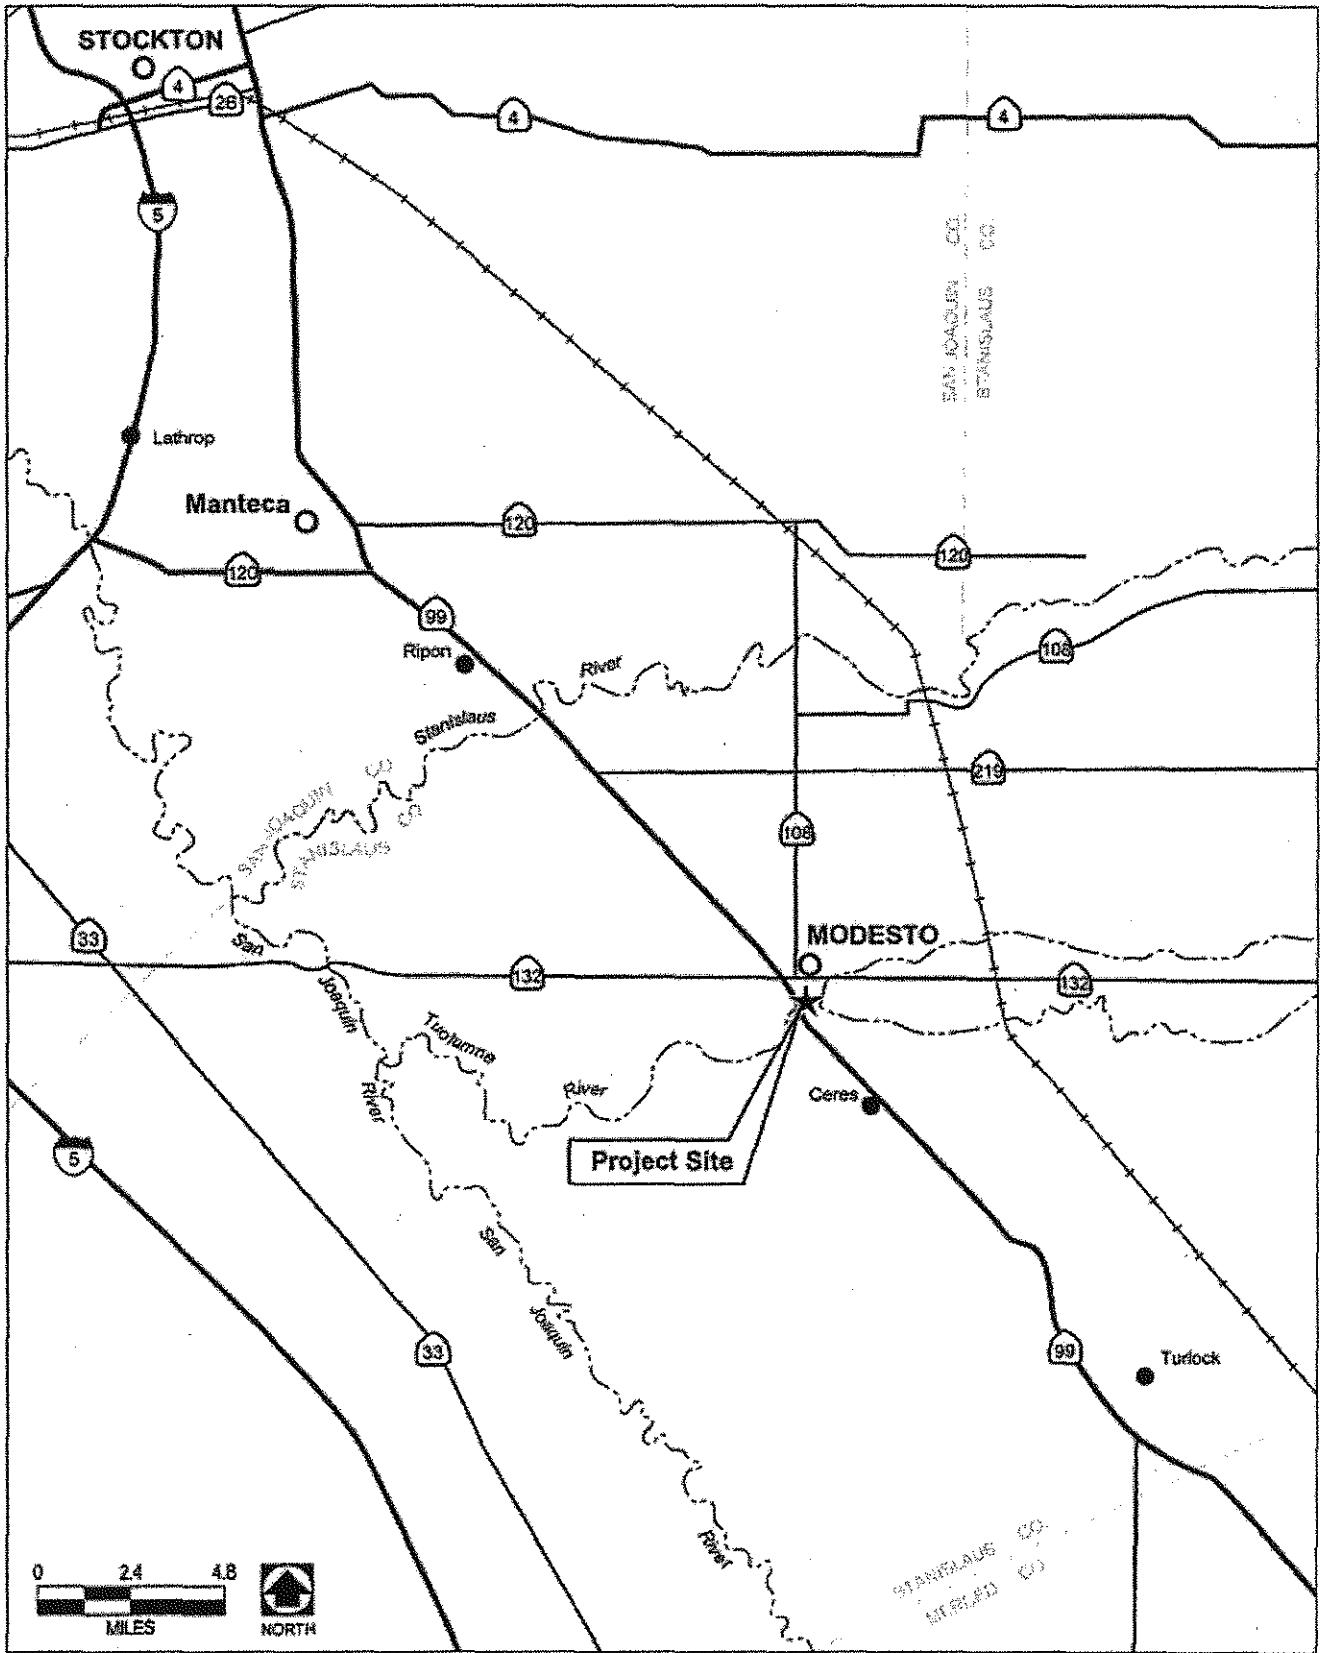 STOCKTON
4
26
4
4
5
SAN JOAQUIN CO.
STANISLAUS CO.
Lathrop
Manteca
120
120
120
99
Ripon
River
108
Stanislaus
219
SAN JOAQUIN CO
STANISLAUS CO
108
33
San
MODESTO
132
132
Joaquin
Tuolumne
River
River
Ceres
5
Project Site
San
Joaquin
33
99
Turlock
River
STANISLAUS CO.
MERCED CO
0 2.4 4.8
MILES
NORTH